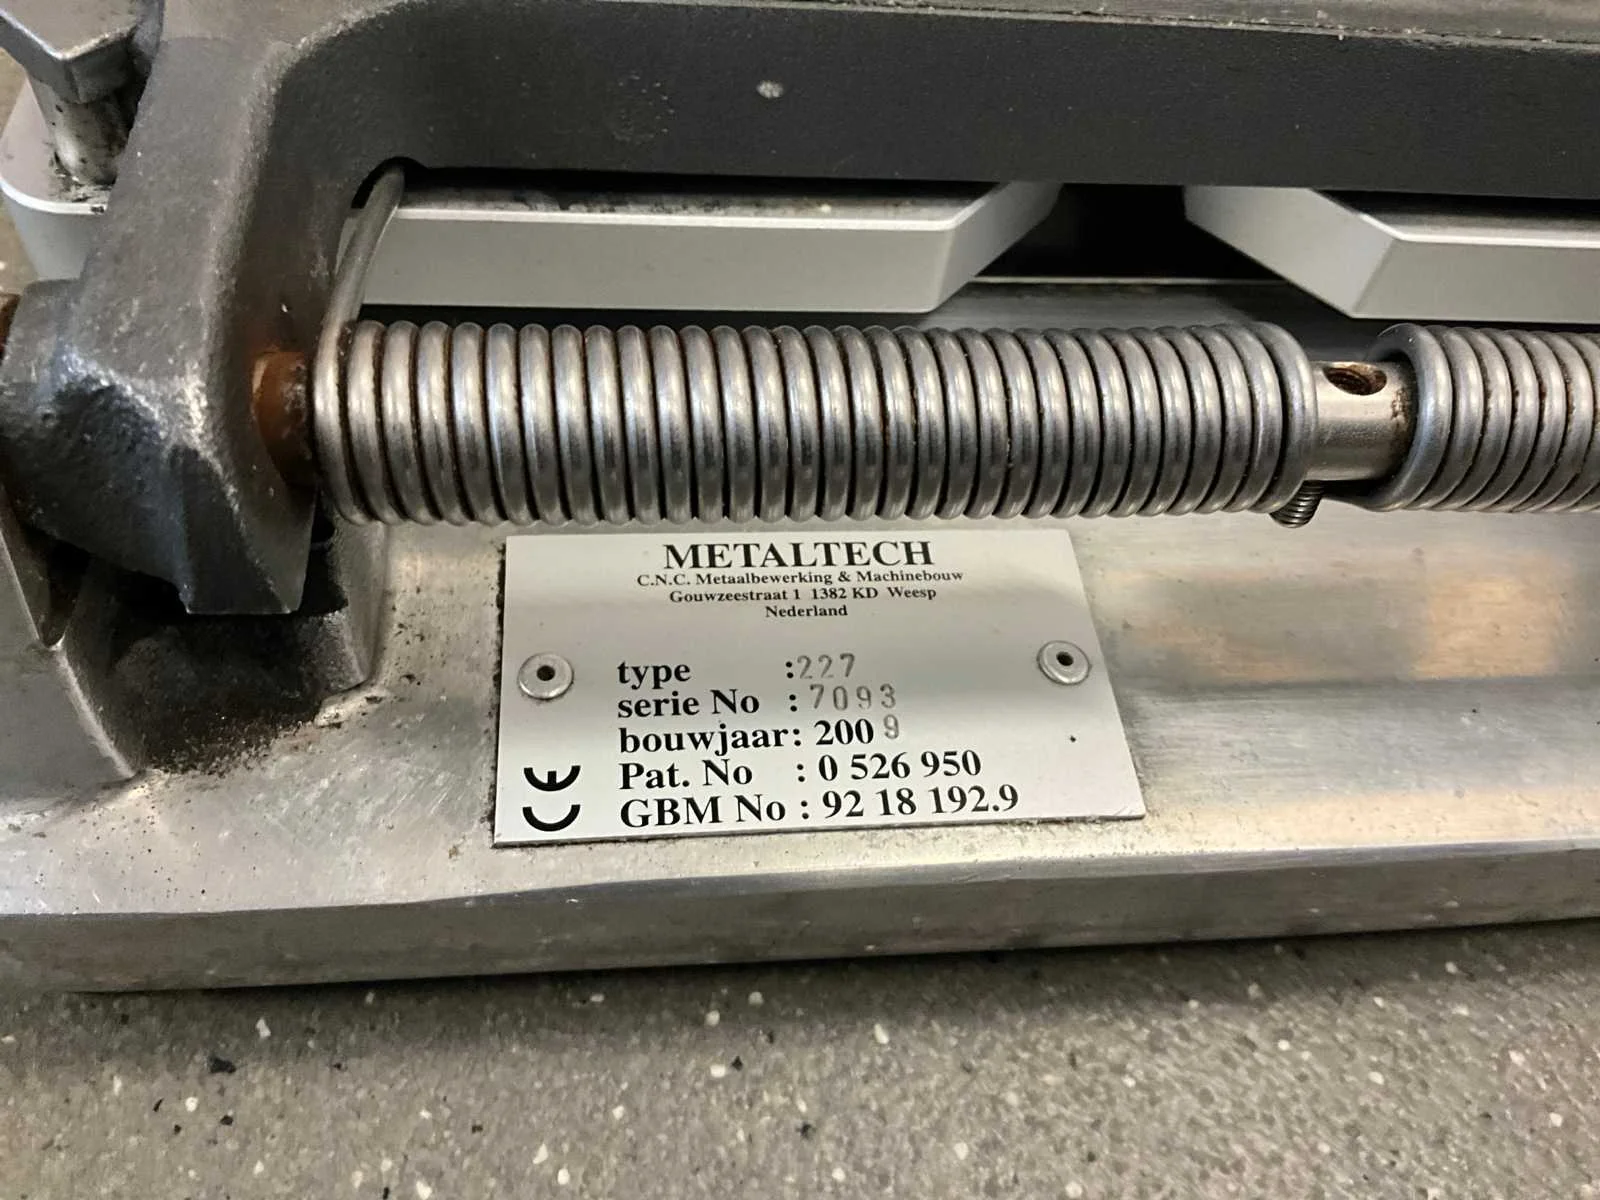 METALTECH
C.N.C. Metaalbewerking & Machinebouw
Gouwzeestraat 1 1382 KD Weesp
Nederland
type :227
serie No : 7093
bouwjaar: 2009
CE
Pat. No : 0 526 950
GBM No : 92 18 192.9